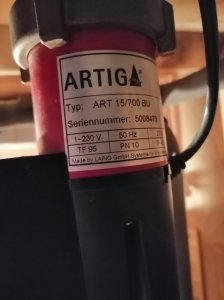 ARTIGA
Typ: ART 15/700 BU
Seriennummer:
1~230 V 50 Hz
TF 95 PN 10
Made by LAING GmbH Systeme für